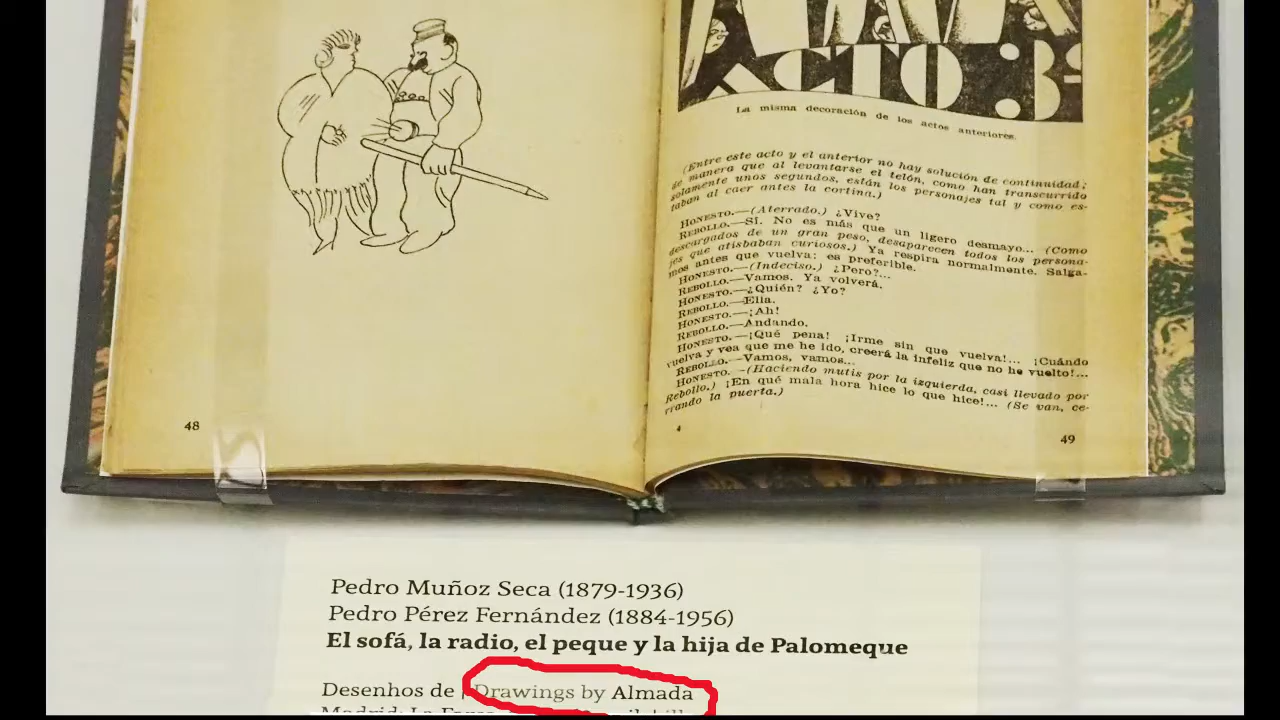 48
ACTO 3º
La misma decoración de los actos anteriores.
(Entre este acto y el anterior no hay solución de continuidad;
de manera que al levantarse el telón, como han transcurrido
solamente unos segundos, están los personajes tal y como es-
taban al caer antes la cortina.)
HONESTO.—(Aterrado.) ¿Vive?
REBOLLO.—Sí. No es más que un ligero desmayo... (Como
descargados de un gran peso, desaparecen todos los persona-
jes que atisbaban curiosos.) Ya respira normalmente. Salga-
mos antes que vuelva; es preferible.
HONESTO.—(Indeciso.) ¿Pero?...
REBOLLO.—Vamos. Ya volverá.
HONESTO.—¿Quién? ¿Yo?
REBOLLO.—Ella.
HONESTO.—¡Ah!
REBOLLO.—Andando.
HONESTO.—¡Qué pena! ¡Irme sin que vuelva!... ¡Cuándo
vuelva y vea que me he ido, creerá la infeliz que no he vuelto!...
REBOLLO.—Vamos, vamos...
HONESTO.—(Haciendo mutis por la izquierda, casi llevado por
Rebollo.) ¡En qué mala hora hice lo que hice!... (Se van, ce-
rrando la puerta.)
4
49
Pedro Muñoz Seca (1879-1936)
Pedro Pérez Fernández (1884-1956)
El sofá, la radio, el peque y la hija de Palomeque
Desenhos de | Drawings by Almada
Madrid: La Farsa